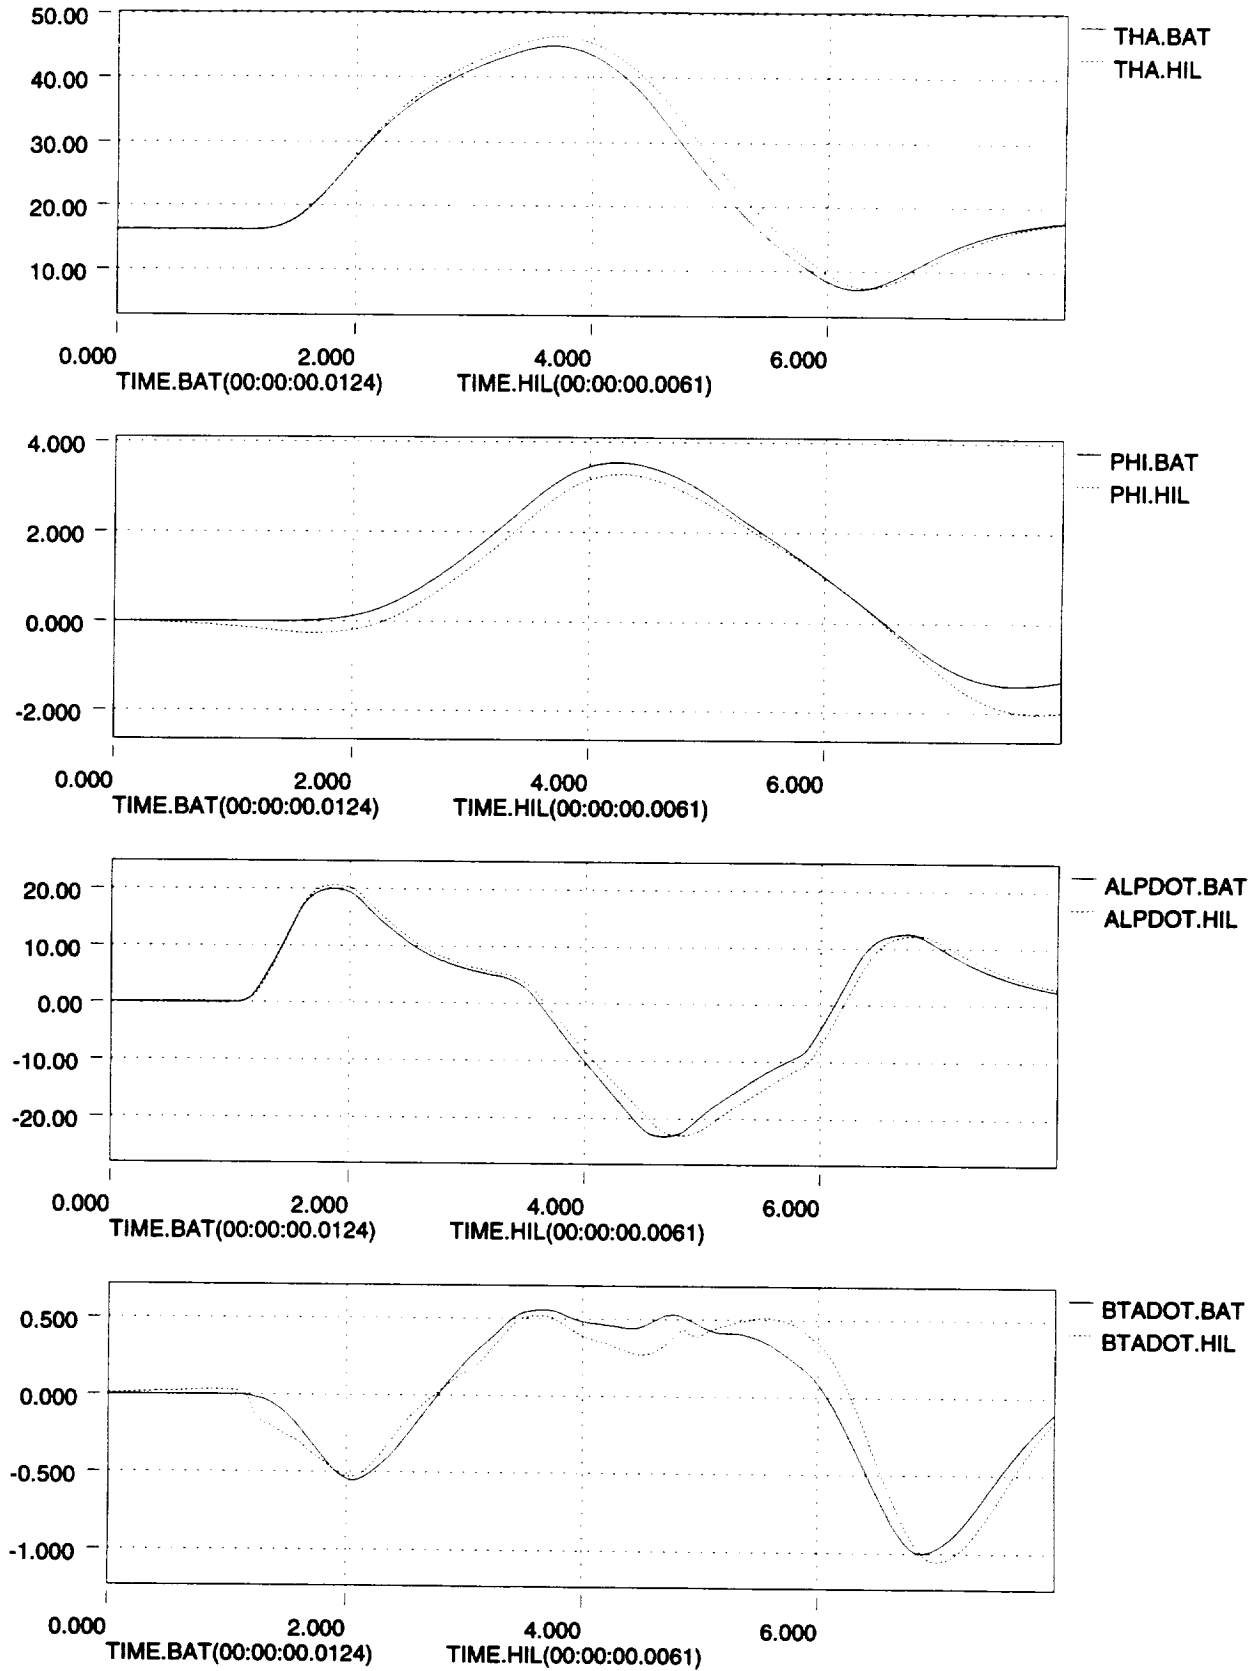 50.00
40.00
30.00
20.00
10.00
THA.BAT
THA.HIL
0.000 2.000 4.000 6.000
TIME.BAT(00:00:00.0124) TIME.HIL(00:00:00.0061)
4.000
2.000
0.000
-2.000
PHI.BAT
PHI.HIL
0.000 2.000 4.000 6.000
TIME.BAT(00:00:00.0124) TIME.HIL(00:00:00.0061)
20.00
10.00
0.00
-10.00
-20.00
ALPDOT.BAT
ALPDOT.HIL
0.000 2.000 4.000 6.000
TIME.BAT(00:00:00.0124) TIME.HIL(00:00:00.0061)
0.500
0.000
-0.500
-1.000
BTADOT.BAT
BTADOT.HIL
0.000 2.000 4.000 6.000
TIME.BAT(00:00:00.0124) TIME.HIL(00:00:00.0061)